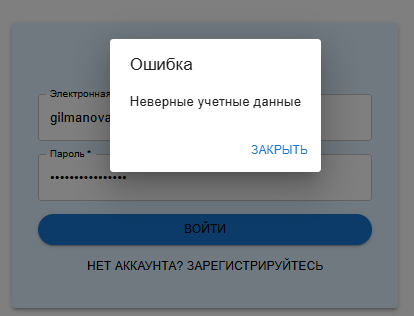 Ошибка
Неверные учетные данные
ЗАКРЫТЬ
Электронная
gilmanova
Пароль *
••••••••••••••••
ВОЙТИ
НЕТ АККАУНТА? ЗАРЕГИСТРИРУЙТЕСЬ